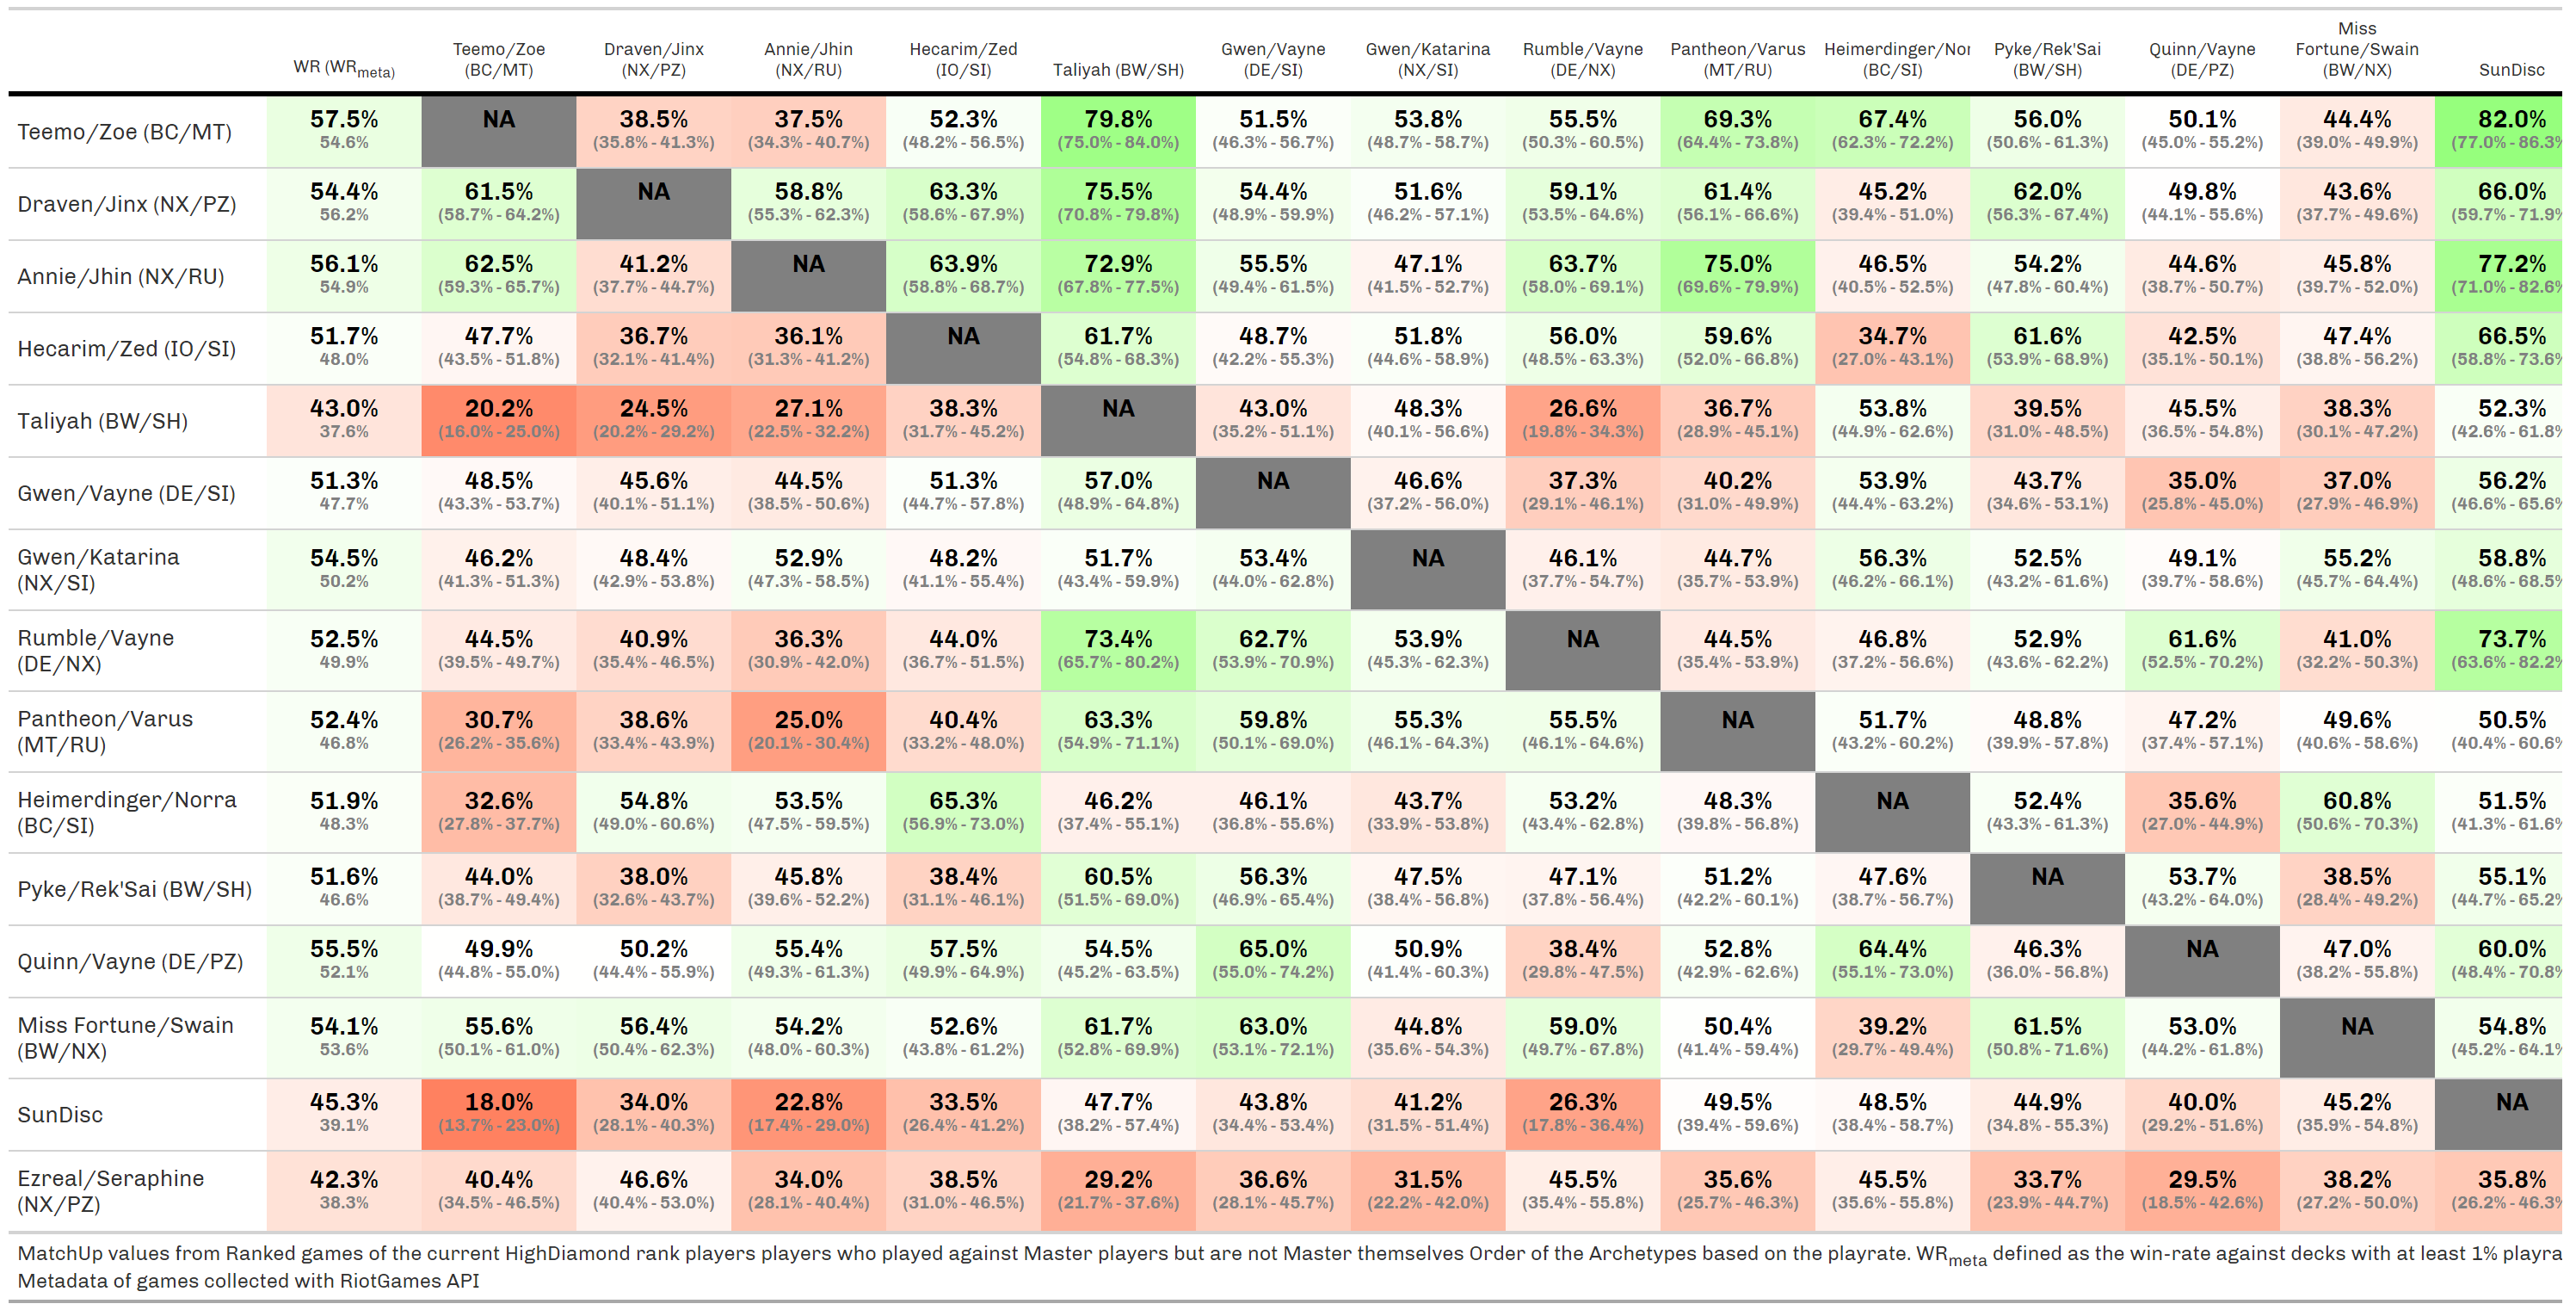 WR (WRmeta) Teemo/Zoe (BC/MT) Draven/Jinx (NX/PZ) Annie/Jhin (NX/RU) Hecarim/Zed (IO/SI) Taliyah (BW/SH) Gwen/Vayne (DE/SI) Gwen/Katarina (NX/SI) Rumble/Vayne (DE/NX) Pantheon/Varus (MT/RU) Heimerdinger/Nor (BC/SI) Pyke/Rek'Sai (BW/SH) Quinn/Vayne (DE/PZ) Miss Fortune/Swain (BW/NX) SunDisc
Teemo/Zoe (BC/MT) 57.5% NA 38.5% 37.5% 52.3% 79.8% 51.5% 53.8% 55.5% 69.3% 67.4% 56.0% 50.1% 44.4% 82.0%
54.6% (35.8% - 41.3%) (34.3% - 40.7%) (48.2% - 56.5%) (75.0% - 84.0%) (46.3% - 56.7%) (48.7% - 58.7%) (50.3% - 60.5%) (64.4% - 73.8%) (62.3% - 72.2%) (50.6% - 61.3%) (45.0% - 55.2%) (39.0% - 49.9%) (77.0% - 86.3%
Draven/Jinx (NX/PZ) 54.4% 61.5% NA 58.8% 63.3% 75.5% 54.4% 51.6% 59.1% 61.4% 45.2% 62.0% 49.8% 43.6% 66.0%
56.2% (58.7% - 64.2%) (55.3% - 62.3%) (58.6% - 67.9%) (70.8% - 79.8%) (48.9% - 59.9%) (46.2% - 57.1%) (53.5% - 64.6%) (56.1% - 66.6%) (39.4% - 51.0%) (56.3% - 67.4%) (44.1% - 55.6%) (37.7% - 49.6%) (59.7% - 71.9%
Annie/Jhin (NX/RU) 56.1% 62.5% 41.2% NA 63.9% 72.9% 55.5% 47.1% 63.7% 75.0% 46.5% 54.2% 44.6% 45.8% 77.2%
54.9% (59.3% - 65.7%) (37.7% - 44.7%) (58.8% - 68.7%) (67.8% - 77.5%) (49.4% - 61.5%) (41.5% - 52.7%) (58.0% - 69.1%) (69.6% - 79.9%) (40.5% - 52.5%) (47.8% - 60.4%) (38.7% - 50.7%) (39.7% - 52.0%) (71.0% - 82.6%
Hecarim/Zed (IO/SI) 51.7% 47.7% 36.7% 36.1% NA 61.7% 48.7% 51.8% 56.0% 59.6% 34.7% 61.6% 42.5% 47.4% 66.5%
48.0% (43.5% - 51.8%) (32.1% - 41.4%) (31.3% - 41.2%) (54.8% - 68.3%) (42.2% - 55.3%) (44.6% - 58.9%) (48.5% - 63.3%) (52.0% - 66.8%) (27.0% - 43.1%) (53.9% - 68.9%) (35.1% - 50.1%) (38.8% - 56.2%) (58.8% - 73.6%
Taliyah (BW/SH) 43.0% 20.2% 24.5% 27.1% 38.3% NA 43.0% 48.3% 26.6% 36.7% 53.8% 39.5% 45.5% 38.3% 52.3%
37.6% (16.0% - 25.0%) (20.2% - 29.2%) (22.5% - 32.2%) (31.7% - 45.2%) (35.2% - 51.1%) (40.1% - 56.6%) (19.8% - 34.3%) (28.9% - 45.1%) (44.9% - 62.6%) (31.0% - 48.5%) (36.5% - 54.8%) (30.1% - 47.2%) (42.6% - 61.8%
Gwen/Vayne (DE/SI) 51.3% 48.5% 45.6% 44.5% 51.3% 57.0% NA 46.6% 37.3% 40.2% 53.9% 43.7% 35.0% 37.0% 56.2%
47.7% (43.3% - 53.7%) (40.1% - 51.1%) (38.5% - 50.6%) (44.7% - 57.8%) (48.9% - 64.8%) (37.2% - 56.0%) (29.1% - 46.1%) (31.0% - 49.9%) (44.4% - 63.2%) (34.6% - 53.1%) (25.8% - 45.0%) (27.9% - 46.9%) (46.6% - 65.6%
Gwen/Katarina 54.5% 46.2% 48.4% 52.9% 48.2% 51.7% 53.4% NA 46.1% 44.7% 56.3% 52.5% 49.1% 55.2% 58.8%
(NX/SI) 50.2% (41.3% - 51.3%) (42.9% - 53.8%) (47.3% - 58.5%) (41.1% - 55.4%) (43.4% - 59.9%) (44.0% - 62.8%) (37.7% - 54.7%) (35.7% - 53.9%) (46.2% - 66.1%) (43.2% - 61.6%) (39.7% - 58.6%) (45.7% - 64.4%) (48.6% - 68.5%
Rumble/Vayne 52.5% 44.5% 40.9% 36.3% 44.0% 73.4% 62.7% 53.9% NA 44.5% 46.8% 52.9% 61.6% 41.0% 73.7%
(DE/NX) 49.9% (39.5% - 49.7%) (35.4% - 46.5%) (30.9% - 42.0%) (36.7% - 51.5%) (65.7% - 80.2%) (53.9% - 70.9%) (45.3% - 62.3%) (35.4% - 53.9%) (37.2% - 56.6%) (43.6% - 62.2%) (52.5% - 70.2%) (32.2% - 50.3%) (63.6% - 82.2%
Pantheon/Varus 52.4% 30.7% 38.6% 25.0% 40.4% 63.3% 59.8% 55.3% 55.5% NA 51.7% 48.8% 47.2% 49.6% 50.5%
(MT/RU) 46.8% (26.2% - 35.6%) (33.4% - 43.9%) (20.1% - 30.4%) (33.2% - 48.0%) (54.9% - 71.1%) (50.1% - 69.0%) (46.1% - 64.3%) (46.1% - 64.6%) (43.2% - 60.2%) (39.9% - 57.8%) (37.4% - 57.1%) (40.6% - 58.6%) (40.4% - 60.6%
Heimerdinger/Norra 51.9% 32.6% 54.8% 53.5% 65.3% 46.2% 46.1% 43.7% 53.2% 48.3% NA 52.4% 35.6% 60.8% 51.5%
(BC/SI) 48.3% (27.8% - 37.7%) (49.0% - 60.6%) (47.5% - 59.5%) (56.9% - 73.0%) (37.4% - 55.1%) (36.8% - 55.6%) (33.9% - 53.8%) (43.4% - 62.8%) (39.8% - 56.8%) (43.3% - 61.3%) (27.0% - 44.9%) (50.6% - 70.3%) (41.3% - 61.6%
Pyke/Rek'Sai (BW/SH) 51.6% 44.0% 38.0% 45.8% 38.4% 60.5% 56.3% 47.5% 47.1% 51.2% 47.6% NA 53.7% 38.5% 55.1%
46.6% (38.7% - 49.4%) (32.6% - 43.7%) (39.6% - 52.2%) (31.1% - 46.1%) (51.5% - 69.0%) (46.9% - 65.4%) (38.4% - 56.8%) (37.8% - 56.4%) (42.2% - 60.1%) (38.7% - 56.7%) (43.2% - 64.0%) (28.4% - 49.2%) (44.7% - 65.2%
Quinn/Vayne (DE/PZ) 55.5% 49.9% 50.2% 55.4% 57.5% 54.5% 65.0% 50.9% 38.4% 52.8% 64.4% 46.3% NA 47.0% 60.0%
52.1% (44.8% - 55.0%) (44.4% - 55.9%) (49.3% - 61.3%) (49.9% - 64.9%) (45.2% - 63.5%) (55.0% - 74.2%) (41.4% - 60.3%) (29.8% - 47.5%) (42.9% - 62.6%) (55.1% - 73.0%) (36.0% - 56.8%) (38.2% - 55.8%) (48.4% - 70.8%
Miss Fortune/Swain 54.1% 55.6% 56.4% 54.2% 52.6% 61.7% 63.0% 44.8% 59.0% 50.4% 39.2% 61.5% 53.0% NA 54.8%
(BW/NX) 53.6% (50.1% - 61.0%) (50.4% - 62.3%) (48.0% - 60.3%) (43.8% - 61.2%) (52.8% - 69.9%) (53.1% - 72.1%) (35.6% - 54.3%) (49.7% - 67.8%) (41.4% - 59.4%) (29.7% - 49.4%) (50.8% - 71.6%) (44.2% - 61.8%) (45.2% - 64.1%
SunDisc 45.3% 18.0% 34.0% 22.8% 33.5% 47.7% 43.8% 41.2% 26.3% 49.5% 48.5% 44.9% 40.0% 45.2% NA
39.1% (13.7% - 23.0%) (28.1% - 40.3%) (17.4% - 29.0%) (26.4% - 41.2%) (38.2% - 57.4%) (34.4% - 53.4%) (31.5% - 51.4%) (17.8% - 36.4%) (39.4% - 59.6%) (38.4% - 58.7%) (34.8% - 55.3%) (29.2% - 51.6%) (35.9% - 54.8%)
Ezreal/Seraphine 42.3% 40.4% 46.6% 34.0% 38.5% 29.2% 36.6% 31.5% 45.5% 35.6% 45.5% 33.7% 29.5% 38.2% 35.8%
(NX/PZ) 38.3% (34.5% - 46.5%) (40.4% - 53.0%) (28.1% - 40.4%) (31.0% - 46.5%) (21.7% - 37.6%) (28.1% - 45.7%) (22.2% - 42.0%) (35.4% - 55.8%) (25.7% - 46.3%) (35.6% - 55.8%) (23.9% - 44.7%) (18.5% - 42.6%) (27.2% - 50.0%) (26.2% - 46.3%
MatchUp values from Ranked games of the current HighDiamond rank players players who played against Master players but are not Master themselves Order of the Archetypes based on the playrate. WRmeta defined as the win-rate against decks with at least 1% playra
Metadata of games collected with RiotGames API